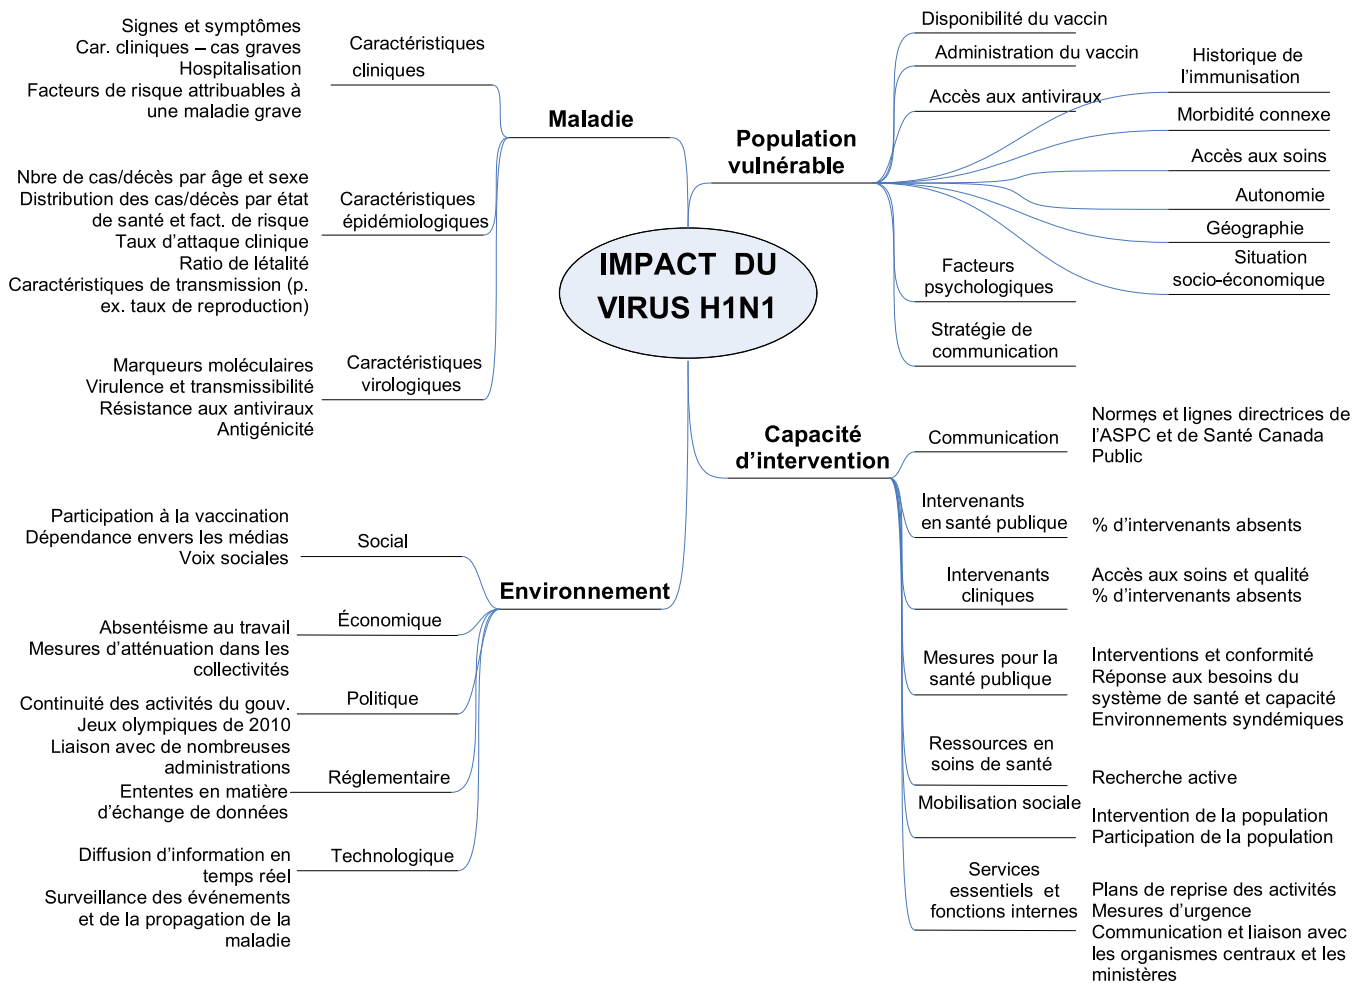 IMPACT DU
VIRUS H1N1
Maladie
Caractéristiques
cliniques
Signes et symptômes
Car. cliniques – cas graves
Hospitalisation
Facteurs de risque attribuables à
une maladie grave
Caractéristiques
épidémiologiques
Nbre de cas/décès par âge et sexe
Distribution des cas/décès par état
de santé et fact. de risque
Taux d'attaque clinique
Ratio de létalité
Caractéristiques de transmission (p.
ex. taux de reproduction)
Caractéristiques
virologiques
Marqueurs moléculaires
Virulence et transmissibilité
Résistance aux antiviraux
Antigénicité
Population
vulnérable
Disponibilité du vaccin
Administration du vaccin
Accès aux antiviraux
Historique de
l'immunisation
Morbidité connexe
Accès aux soins
Autonomie
Géographie
Situation
socio-économique
Facteurs
psychologiques
Stratégie de
communication
Capacité
d'intervention
Communication
Normes et lignes directrices de
l'ASPC et de Santé Canada
Public
Intervenants
en santé publique
% d'intervenants absents
Intervenants
cliniques
Accès aux soins et qualité
% d'intervenants absents
Mesures pour la
santé publique
Interventions et conformité
Réponse aux besoins du
système de santé et capacité
Environnements syndémiques
Ressources en
soins de santé
Recherche active
Mobilisation sociale
Intervention de la population
Participation de la population
Services
essentiels et
fonctions internes
Plans de reprise des activités
Mesures d'urgence
Communication et liaison avec
les organismes centraux et les
ministères
Environnement
Social
Participation à la vaccination
Dépendance envers les médias
Voix sociales
Économique
Absentéisme au travail
Mesures d'atténuation dans les
collectivités
Politique
Continuité des activités du gouv.
Jeux olympiques de 2010
Liaison avec de nombreuses
administrations
Réglementaire
Ententes en matière
d'échange de données
Technologique
Diffusion d'information en
temps réel
Surveillance des événements
et de la propagation de la
maladie